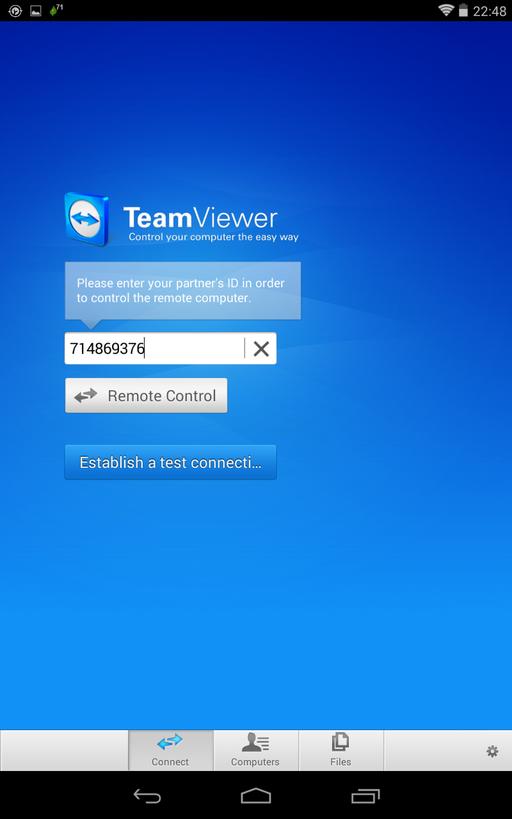 71
22:48
TeamViewer
Control your computer the easy way
Please enter your partner's ID in order
to control the remote computer.
714869376
Remote Control
Establish a test connecti...
Connect
Computers
Files